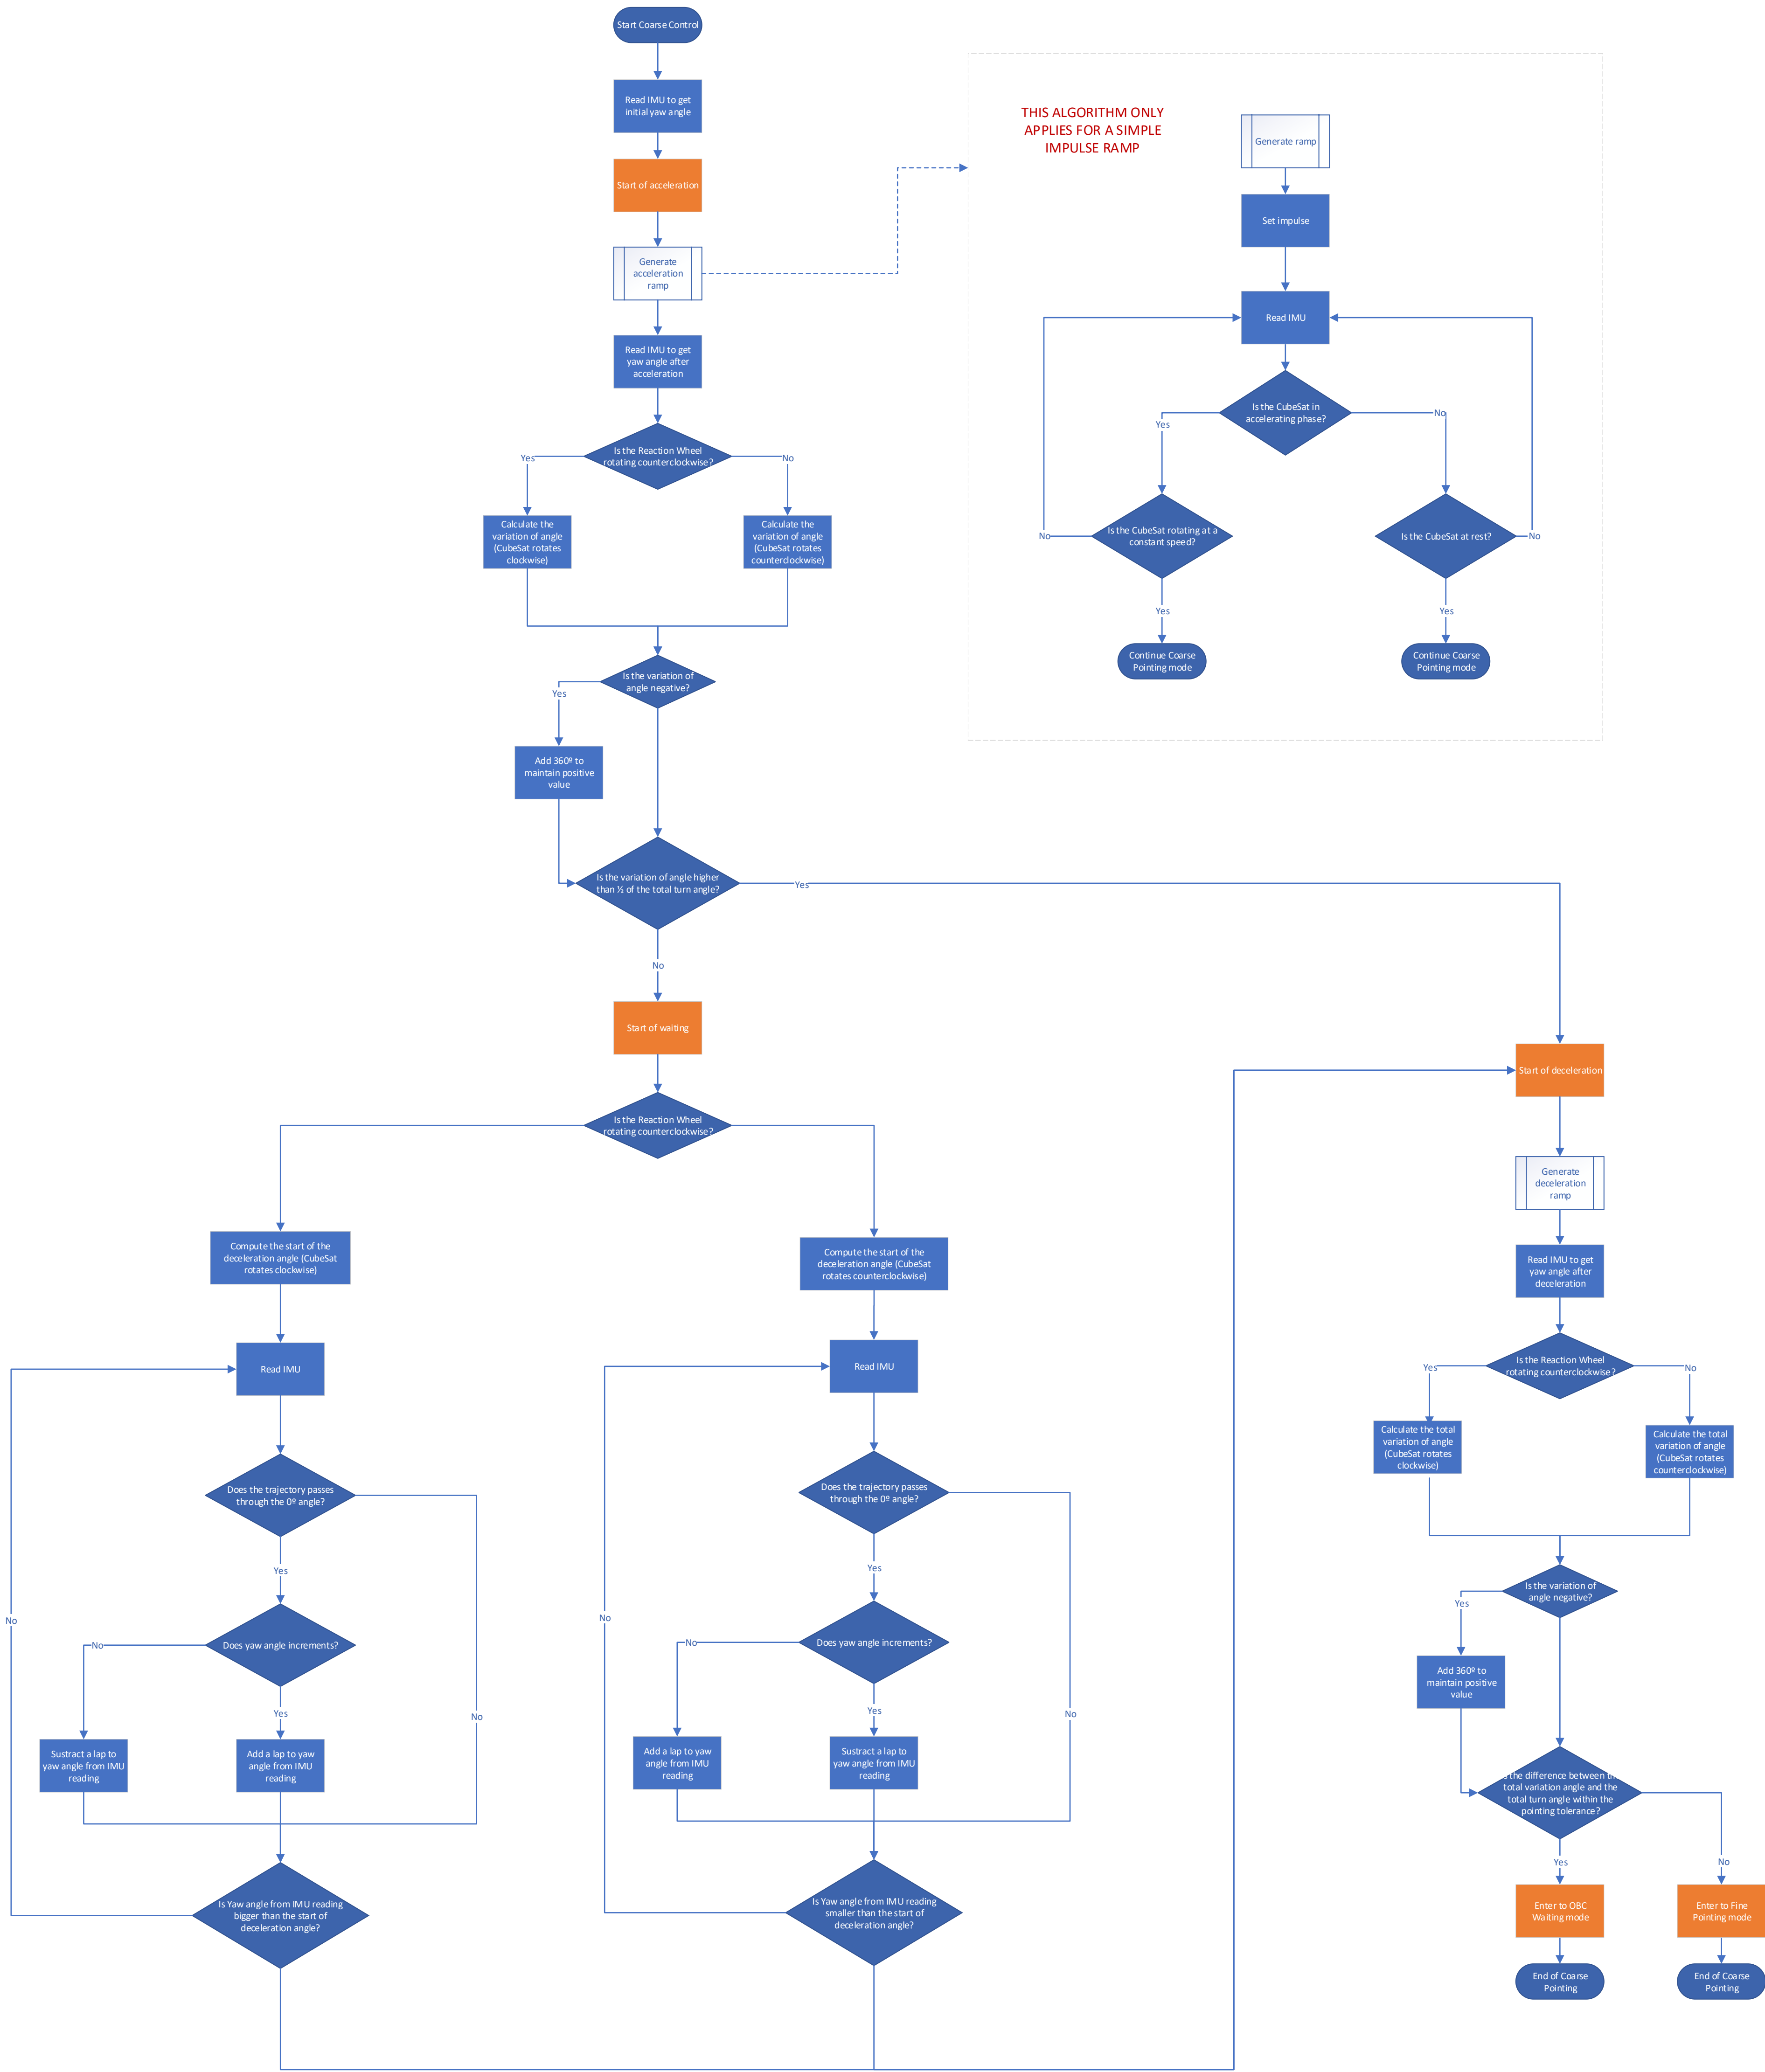 Start Coarse Control
Read IMU to get
initial yaw angle
Start of acceleration
Generate
acceleration
ramp
Read IMU to get
yaw angle after
acceleration
Is the Reaction Wheel
rotating counterclockwise?
Yes
No
Calculate the
variation of angle
(CubeSat rotates
clockwise)
Calculate the
variation of angle
(CubeSat rotates
counterclockwise)
Is the variation of
angle negative?
Yes
Add 360º to
maintain positive
value
Is the variation of angle higher
than ½ of the total turn angle?
Yes
No
Start of waiting
THIS ALGORITHM ONLY
APPLIES FOR A SIMPLE
IMPULSE RAMP
Generate ramp
Set impulse
Read IMU
Is the CubeSat in
accelerating phase?
Yes
No
Is the CubeSat rotating at a
constant speed?
No
Is the CubeSat at rest?
No
Yes
Yes
Continue Coarse
Pointing mode
Continue Coarse
Pointing mode
Is the Reaction Wheel
rotating counterclockwise?
Compute the start of the
deceleration angle (CubeSat
rotates clockwise)
Read IMU
Does the trajectory passes
through the 0º angle?
Yes
No
Does yaw angle increments?
No
Yes
No
Sustract a lap to
yaw angle from IMU
reading
Add a lap to yaw
angle from IMU
reading
Is Yaw angle from IMU reading
bigger than the start of
deceleration angle?
Compute the start of the
deceleration angle (CubeSat
rotates counterclockwise)
Read IMU
Does the trajectory passes
through the 0º angle?
Yes
No
Does yaw angle increments?
No
Yes
No
Add a lap to yaw
angle from IMU
reading
Sustract a lap to
yaw angle from IMU
reading
Is Yaw angle from IMU reading
smaller than the start of
deceleration angle?
Start of deceleration
Generate
deceleration
ramp
Read IMU to get
yaw angle after
deceleration
Is the Reaction Wheel
rotating counterclockwise?
Yes
No
Calculate the total
variation of angle
(CubeSat rotates
clockwise)
Calculate the total
variation of angle
(CubeSat rotates
counterclockwise)
Is the variation of
angle negative?
Yes
Add 360º to
maintain positive
value
the difference between
total variation angle and the
total turn angle within the
pointing tolerance?
Yes
No
Enter to OBC
Waiting mode
Enter to Fine
Pointing mode
End of Coarse
Pointing
End of Coarse
Pointing